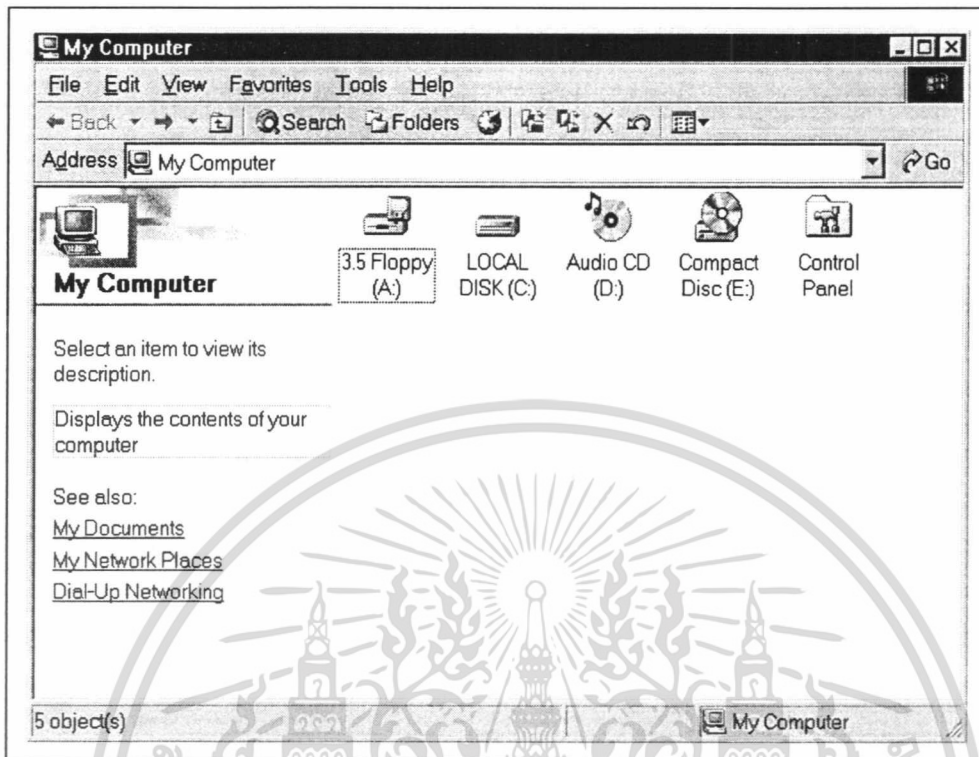 My Computer
File Edit View Favorites Tools Help
Back Search Folders
Address My Computer Go
My Computer
3.5 Floppy (A:)
LOCAL DISK (C:)
Audio CD (D:)
Compact Disc (E:)
Control Panel
Select an item to view its
description.
Displays the contents of your
computer
See also:
My Documents
My Network Places
Dial-Up Networking
5 object(s) My Computer